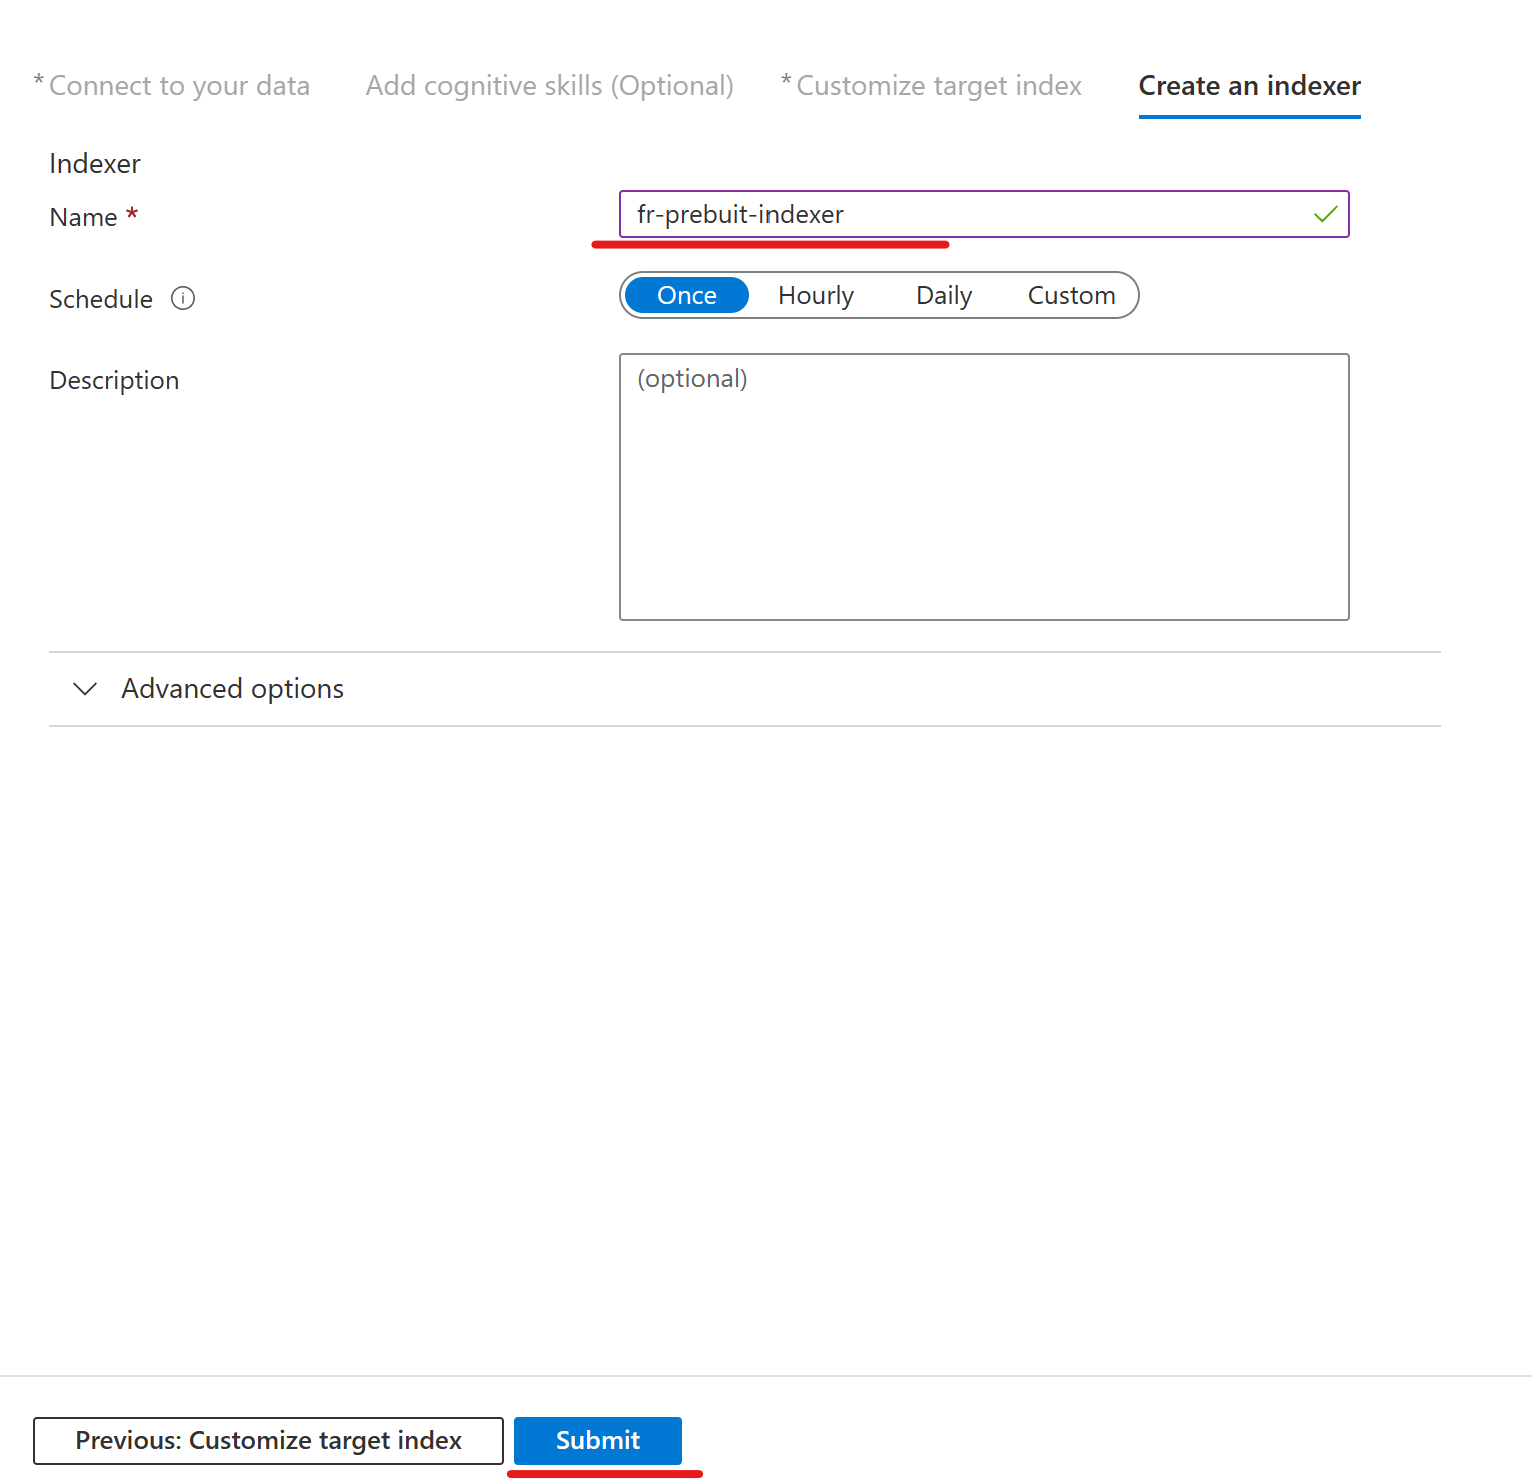 * Connect to your data Add cognitive skills (Optional) * Customize target index Create an indexer
Indexer
Name * fr-prebuit-indexer
Schedule Once Hourly Daily Custom
Description (optional)
Advanced options
Previous: Customize target index Submit